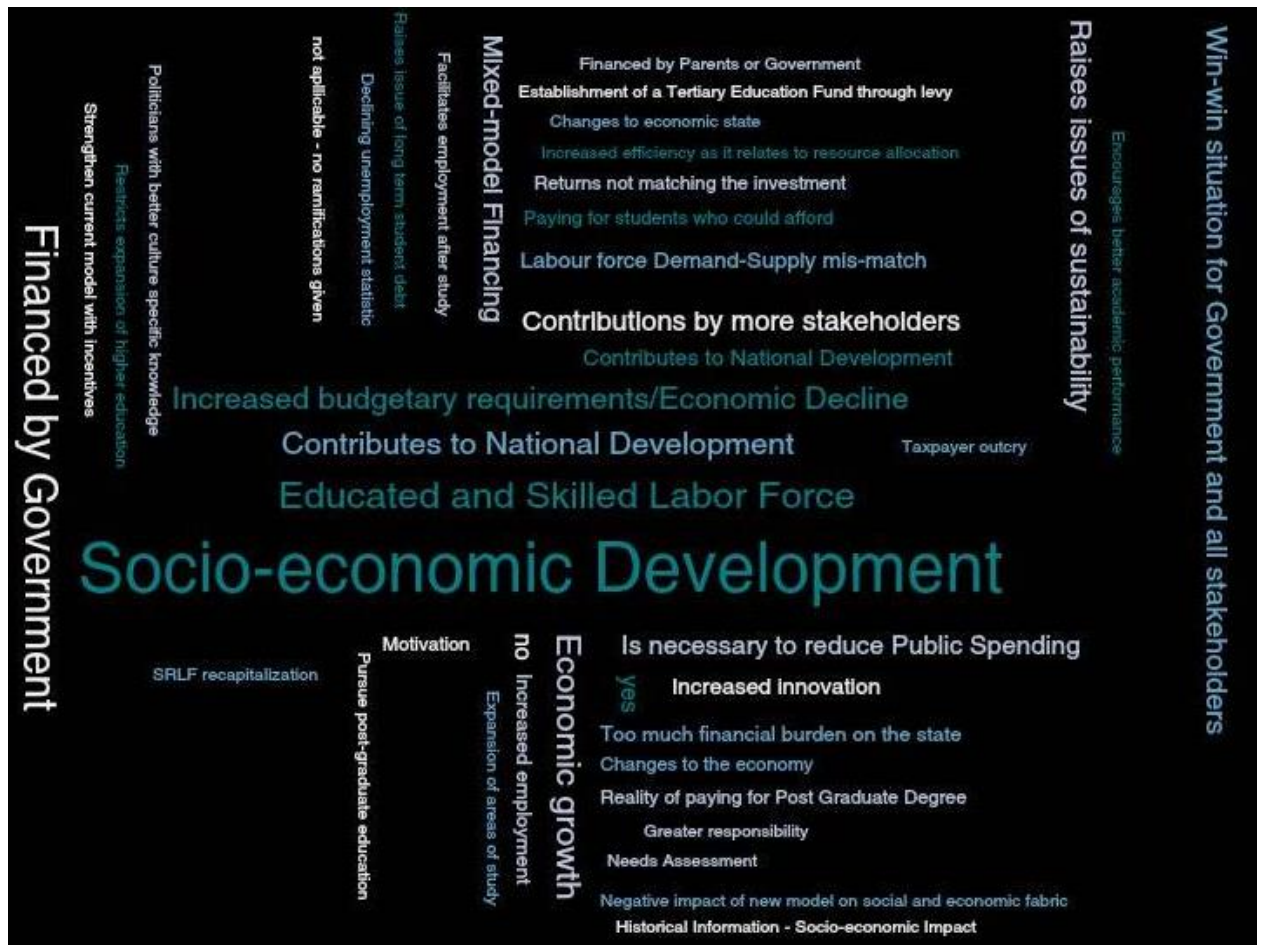 Financed by Government
Strengthen current model with incentives
Restricts expansion of higher education
Politicians with better culture specific knowledge
not apllicable - no ramifications given
Declining unemployment statistic
Raises issue of long term student debt
Facilitates employment after study
Mixed-model Financing
Financed by Parents or Government
Establishment of a Tertiary Education Fund through levy
Changes to economic state
Increased efficiency as it relates to resource allocation
Returns not matching the investment
Paying for students who could afford
Labour force Demand-Supply mis-match
Contributions by more stakeholders
Contributes to National Development
Raises issues of sustainability
Encourages better academic performance
Win-win situation for Government and all stakeholders
Increased budgetary requirements/Economic Decline
Contributes to National Development
Taxpayer outcry
Educated and Skilled Labor Force
Socio-economic Development
SRLF recapitalization
Pursue post-graduate education
Motivation
Expansion of areas of study
no
Increased employment
Economic growth
Is necessary to reduce Public Spending
yes
Increased innovation
Too much financial burden on the state
Changes to the economy
Reality of paying for Post Graduate Degree
Greater responsibility
Needs Assessment
Negative impact of new model on social and economic fabric
Historical Information - Socio-economic Impact